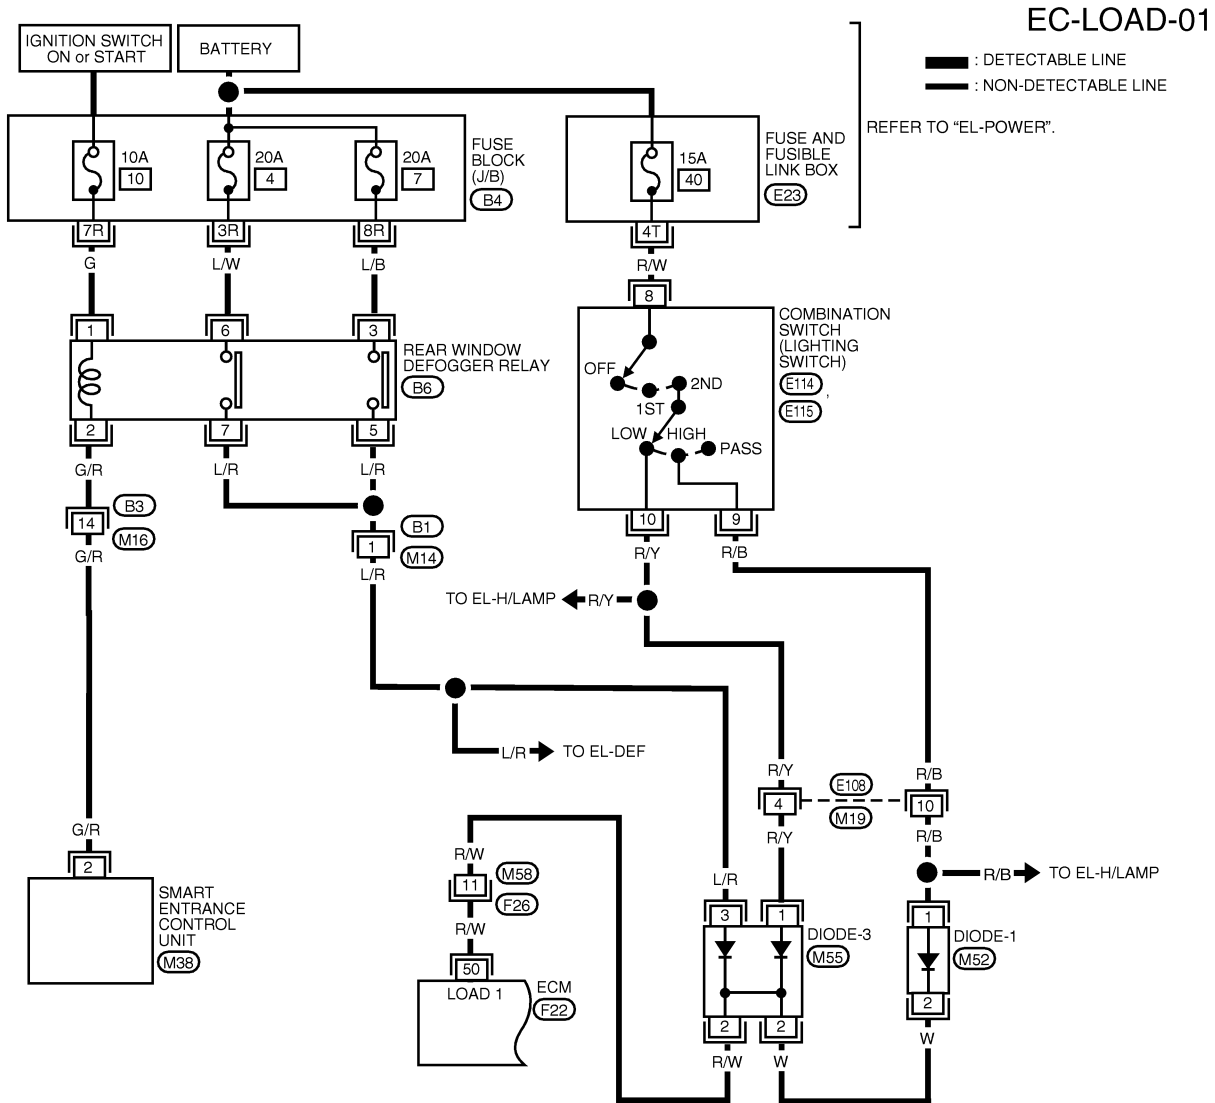 EC-LOAD-01
IGNITION SWITCH
ON or START
BATTERY
: DETECTABLE LINE
: NON-DETECTABLE LINE
REFER TO “EL-POWER”.
10A
10
20A
4
20A
7
FUSE
BLOCK
(J/B)
B4
15A
40
FUSE AND
FUSIBLE
LINK BOX
E23
7R
3R
8R
4T
G
L/W
L/B
R/W
8
1
6
3
REAR WINDOW
DEFOGGER RELAY
B6
COMBINATION
SWITCH
(LIGHTING
SWITCH)
E114
,
E115
OFF
2ND
1ST
LOW
HIGH
PASS
2
7
5
G/R
L/R
L/R
14
B3
M16
G/R
1
B1
M14
L/R
10
9
R/Y
R/B
TO EL-H/LAMP
R/Y
L/R
TO EL-DEF
R/Y
4
R/Y
E108
M19
R/B
10
R/B
R/B
TO EL-H/LAMP
G/R
2
SMART
ENTRANCE
CONTROL
UNIT
M38
R/W
11
M58
F26
R/W
50
LOAD 1
ECM
F22
L/R
3
1
DIODE-3
M55
2
2
R/W
W
1
DIODE-1
M52
2
W